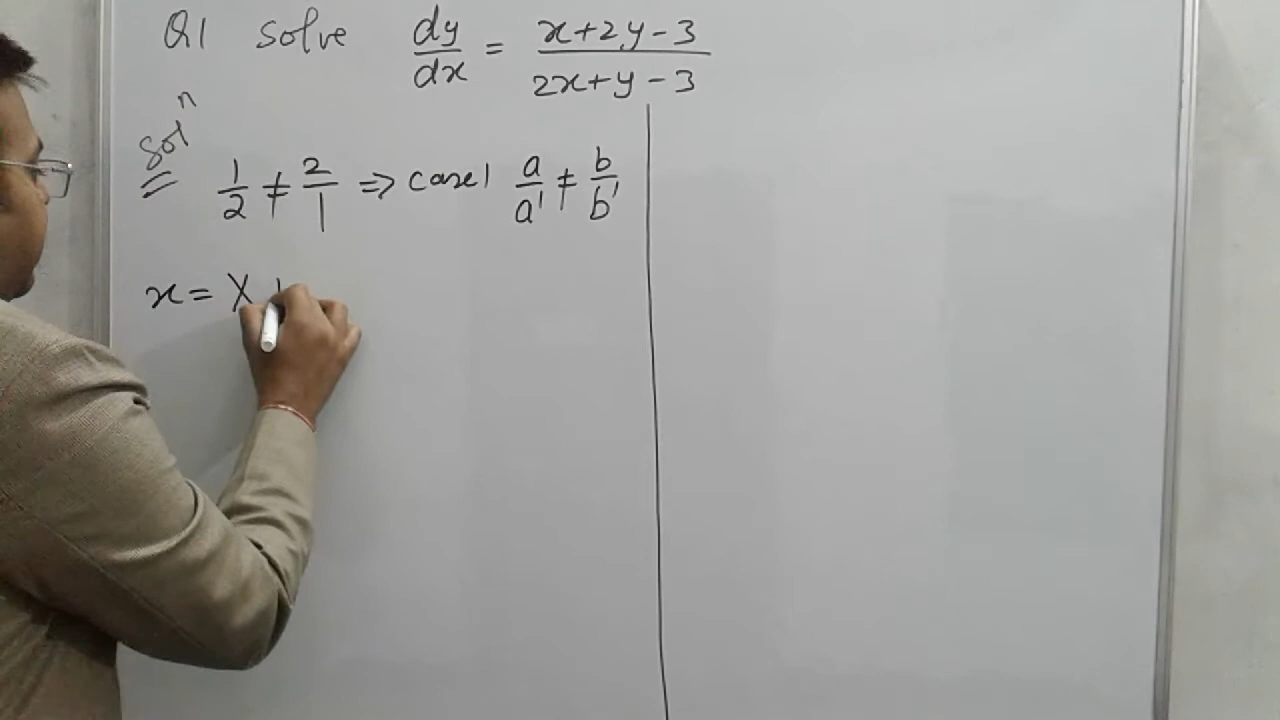 Q1 Solve dy/dx = x+2y-3/2x+y-3
Solⁿ
1/2 ≠ 2/1 ⇒ case1 a/a' ≠ b/b'
x = X +